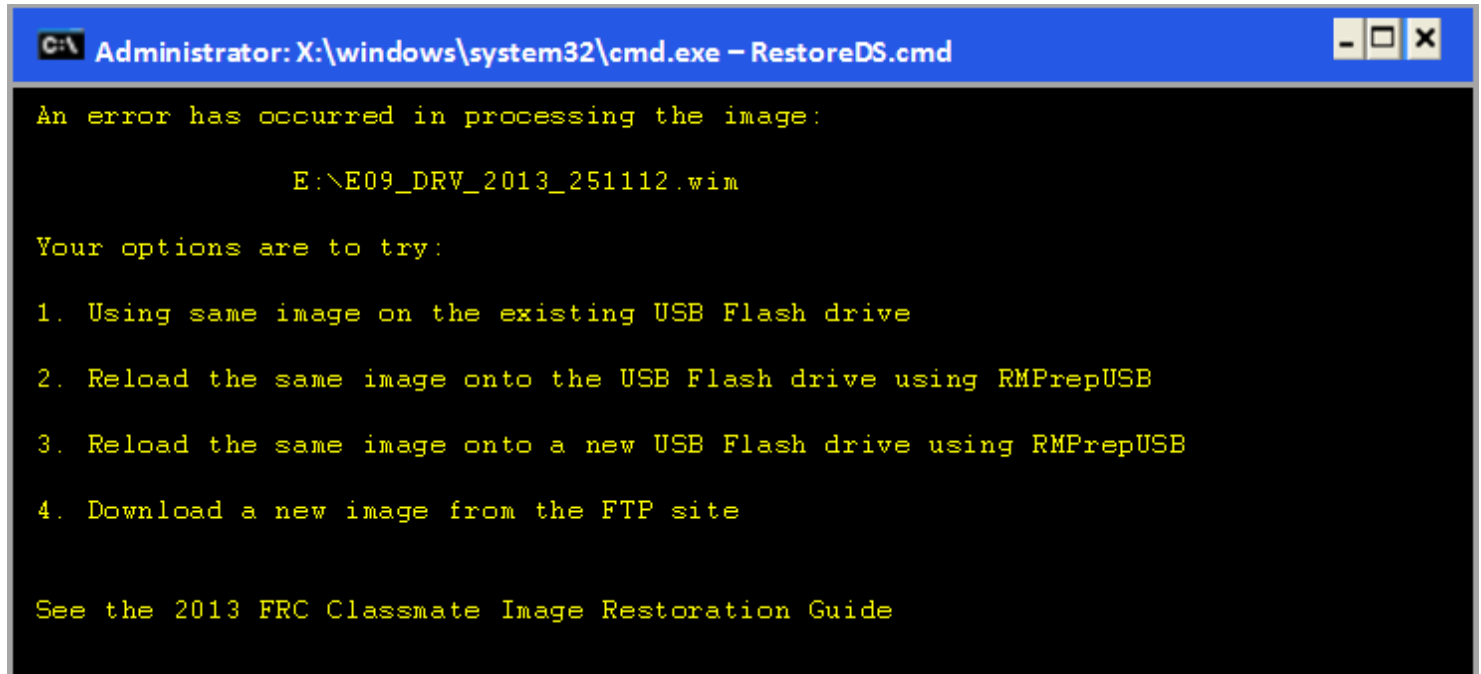 Administrator: X:\windows\system32\cmd.exe – RestoreDS.cmd
An error has occurred in processing the image:
E:\E09_DRV_2013_251112.wim
Your options are to try:
1. Using same image on the existing USB Flash drive
2. Reload the same image onto the USB Flash drive using RMPrepUSB
3. Reload the same image onto a new USB Flash drive using RMPrepUSB
4. Download a new image from the FTP site
See the 2013 FRC Classmate Image Restoration Guide